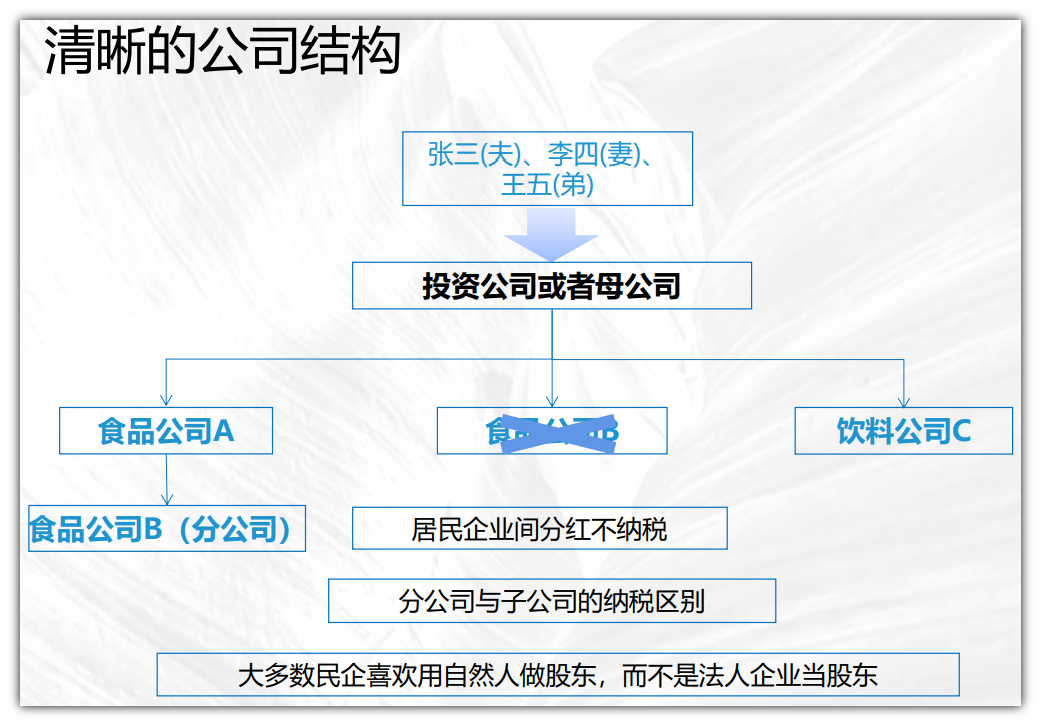 清晰的公司结构
张三(夫)、李四(妻)、
王五(弟)
投资公司或者母公司
食品公司A
食品公司B
饮料公司C
食品公司B（分公司）
居民企业间分红不纳税
分公司与子公司的纳税区别
大多数民企喜欢用自然人做股东，而不是法人企业当股东